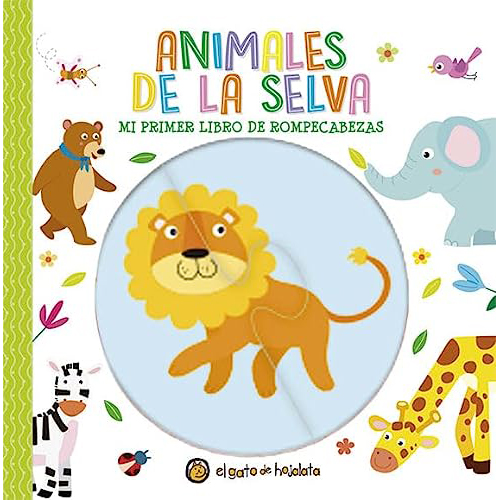 ANIMALES
DE LA SELVA
MI PRIMER LIBRO DE ROMPECABEZAS
el gato de hojalata